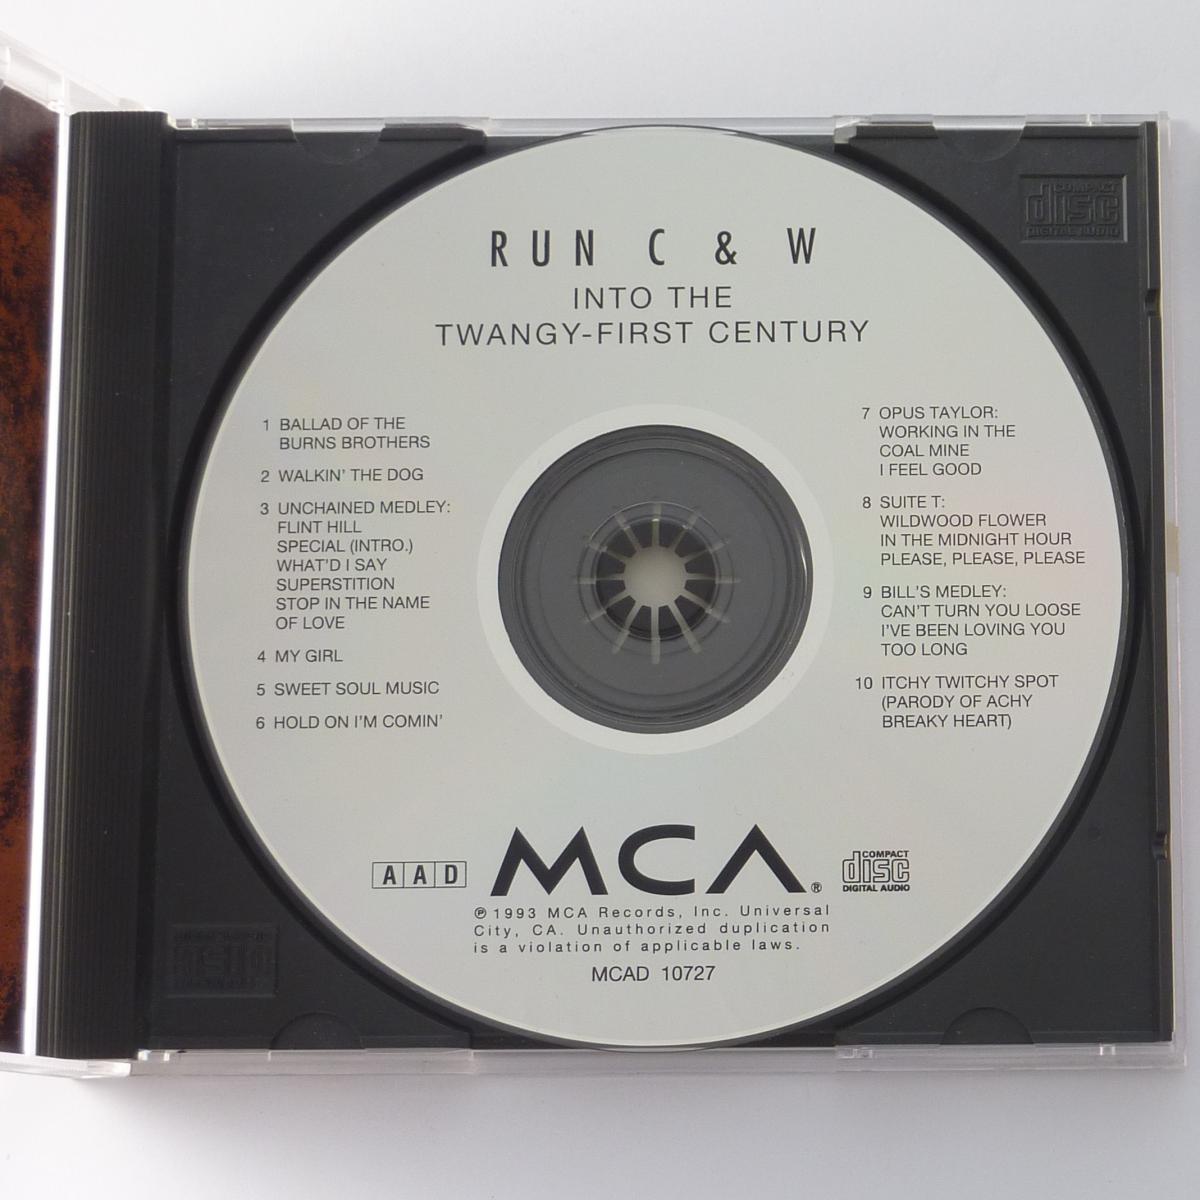 RUN C & W
INTO THE
TWANGY-FIRST CENTURY
1 BALLAD OF THE
BURNS BROTHERS
2 WALKIN' THE DOG
3 UNCHAINED MEDLEY:
FLINT HILL
SPECIAL (INTRO.)
WHAT'D I SAY
SUPERSTITION
STOP IN THE NAME
OF LOVE
4 MY GIRL
5 SWEET SOUL MUSIC
6 HOLD ON I'M COMIN'
7 OPUS TAYLOR:
WORKING IN THE
COAL MINE
I FEEL GOOD
8 SUITE T:
WILDWOOD FLOWER
IN THE MIDNIGHT HOUR
PLEASE, PLEASE, PLEASE
9 BILL'S MEDLEY:
CAN'T TURN YOU LOOSE
I'VE BEEN LOVING YOU
TOO LONG
10 ITCHY TWITCHY SPOT
(PARODY OF ACHY
BREAKY HEART)
AAD
MCA®
COMPACT
disc
DIGITAL AUDIO
℗ 1993 MCA Records, Inc. Universal
City, CA. Unauthorized duplication
is a violation of applicable laws.
MCAD 10727
COMPACT
disc
DIGITAL AUDIO